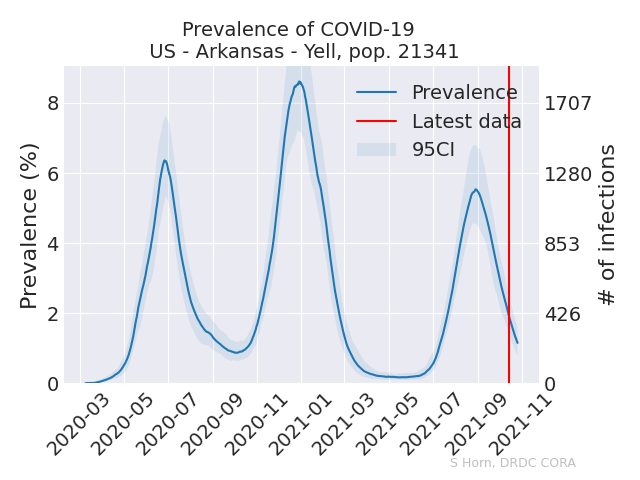 Prevalence of COVID-19
US - Arkansas - Yell, pop. 21341
Prevalence
Latest data
95CI
Prevalence (%)
8
6
4
2
0
# of infections
1707
1280
853
426
0
2020-03
2020-05
2020-07
2020-09
2020-11
2021-01
2021-03
2021-05
2021-07
2021-09
2021-11
S Horn, DRDC CORA